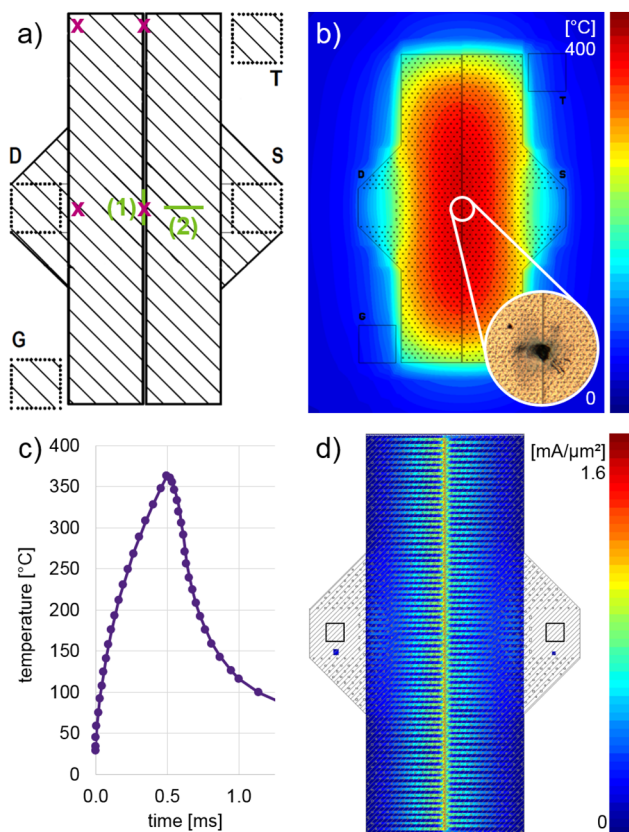 a)
x x
T
D
S
x (1) x (2)
G
b)
[°C]
400
T
D
S
G
0
c)
400
350
300
250
200
150
100
50
0
temperature [°C]
0.0 0.5 1.0
time [ms]
d)
[mA/µm²]
1.6
0